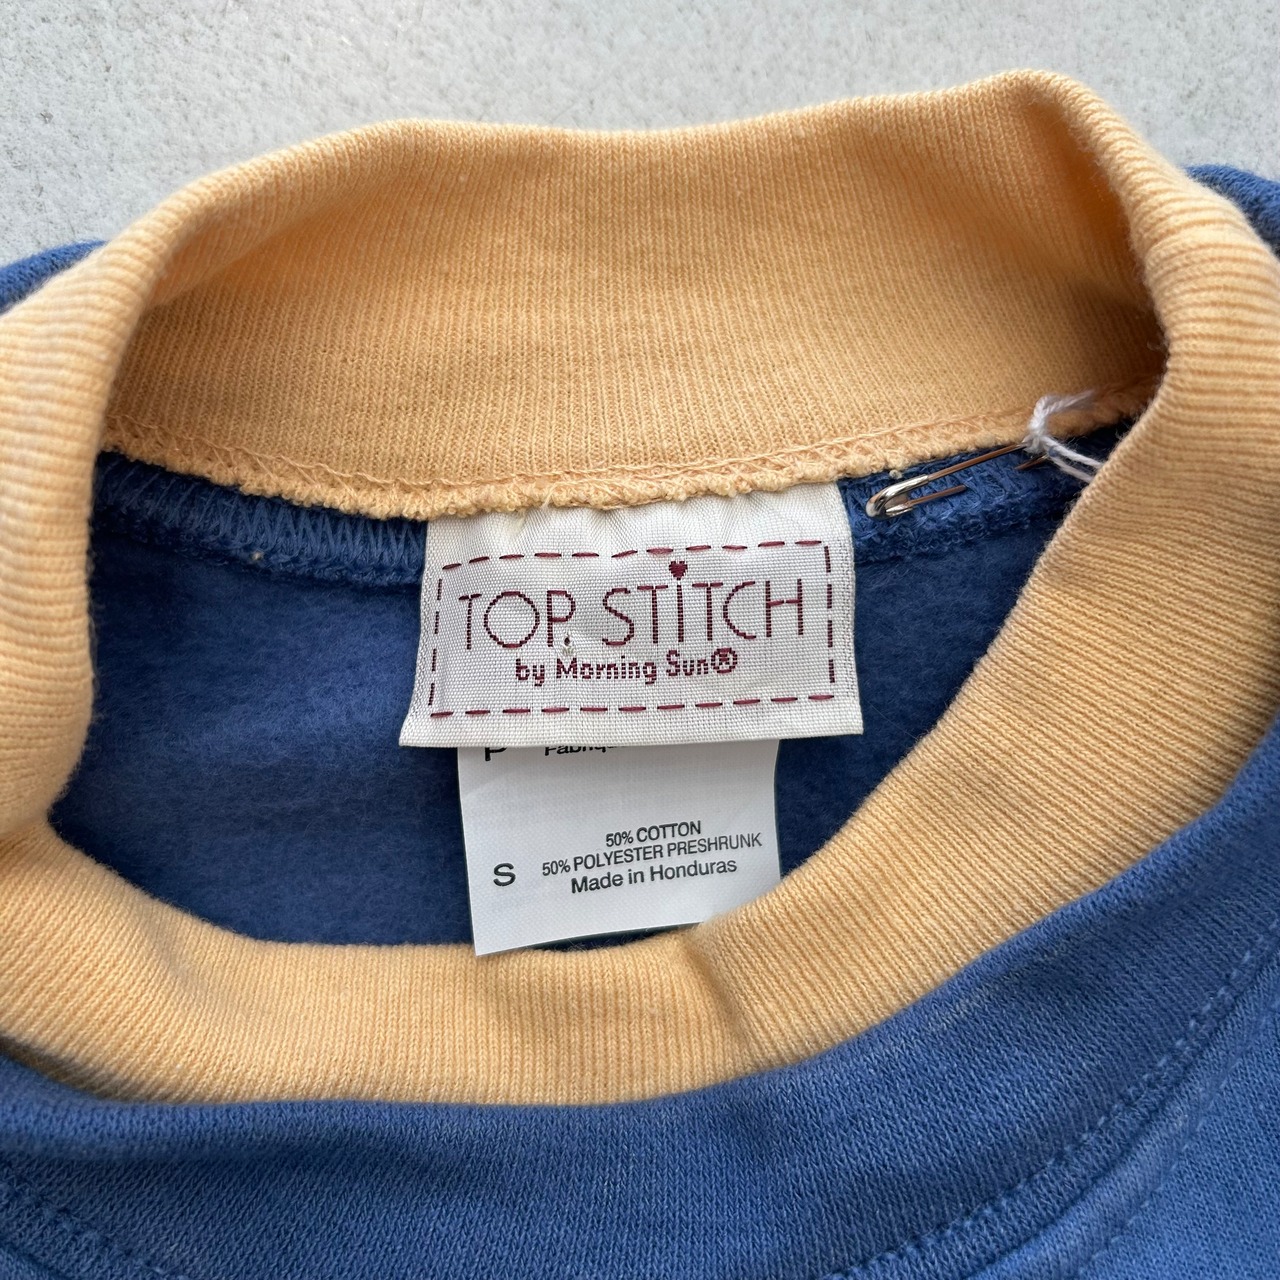 TOP STiTCH
by Morning Sun®
P
50% COTTON
50% POLYESTER PRESHRUNK
S
Made in Honduras